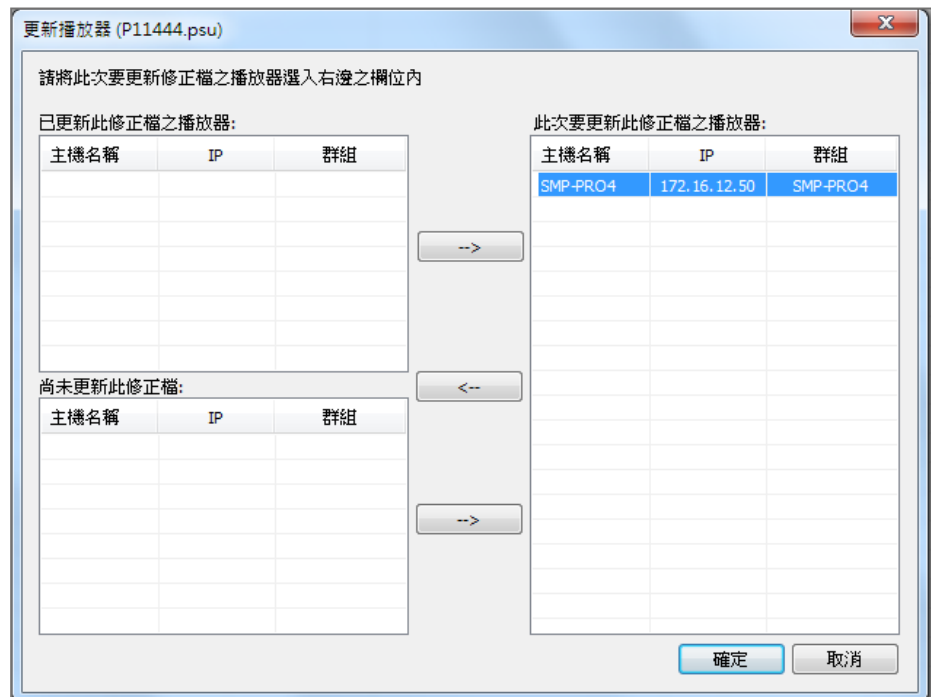 更新播放器 (P11444.psu)
請將此次要更新修正檔之播放器選入右邊之欄位內
已更新此修正檔之播放器:
主機名稱 IP 群組
-->
尚未更新此修正檔:
主機名稱 IP 群組
<--
-->
此次要更新此修正檔之播放器:
主機名稱 IP 群組
SMP-PRO4 172.16.12.50 SMP-PRO4
確定 取消